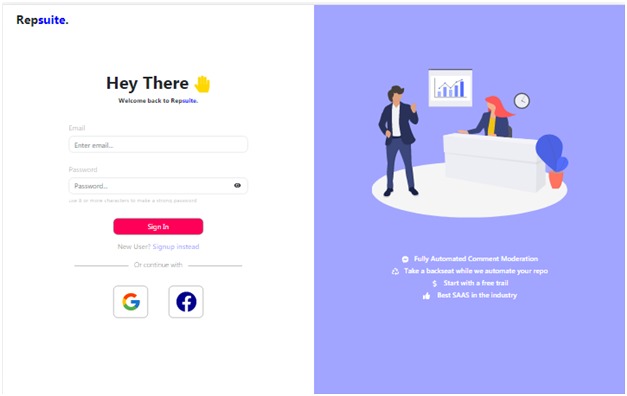 Repsuite.
Hey There
Welcome back to Repsuite.
Email
Enter email...
Password
Password...
use 8 or more characters to make a strong password
Sign In
New User? Signup instead
Or continue with
Fully Automated Comment Moderation
Take a backseat while we automate your repo
Start with a free trail
Best SAAS in the industry